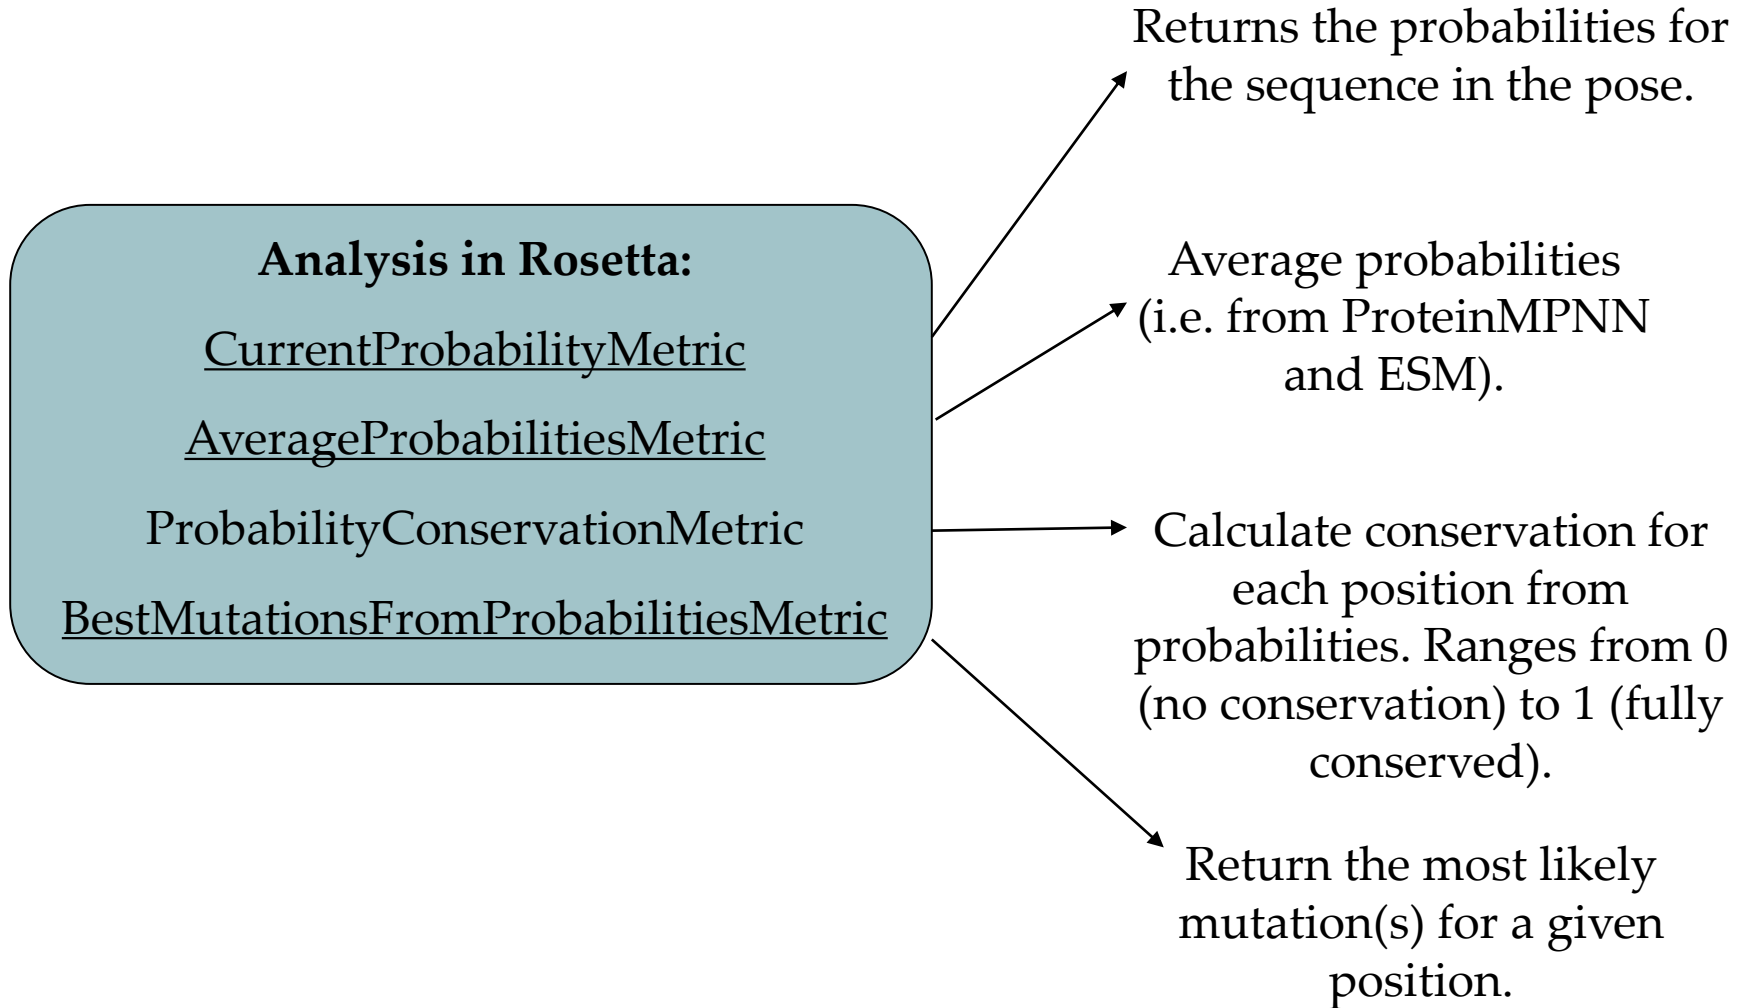 Returns the probabilities for
the sequence in the pose.
Analysis in Rosetta:
CurrentProbabilityMetric
AverageProbabilitiesMetric
ProbabilityConservationMetric
BestMutationsFromProbabilitiesMetric
Average probabilities
(i.e. from ProteinMPNN
and ESM).
Calculate conservation for
each position from
probabilities. Ranges from 0
(no conservation) to 1 (fully
conserved).
Return the most likely
mutation(s) for a given
position.